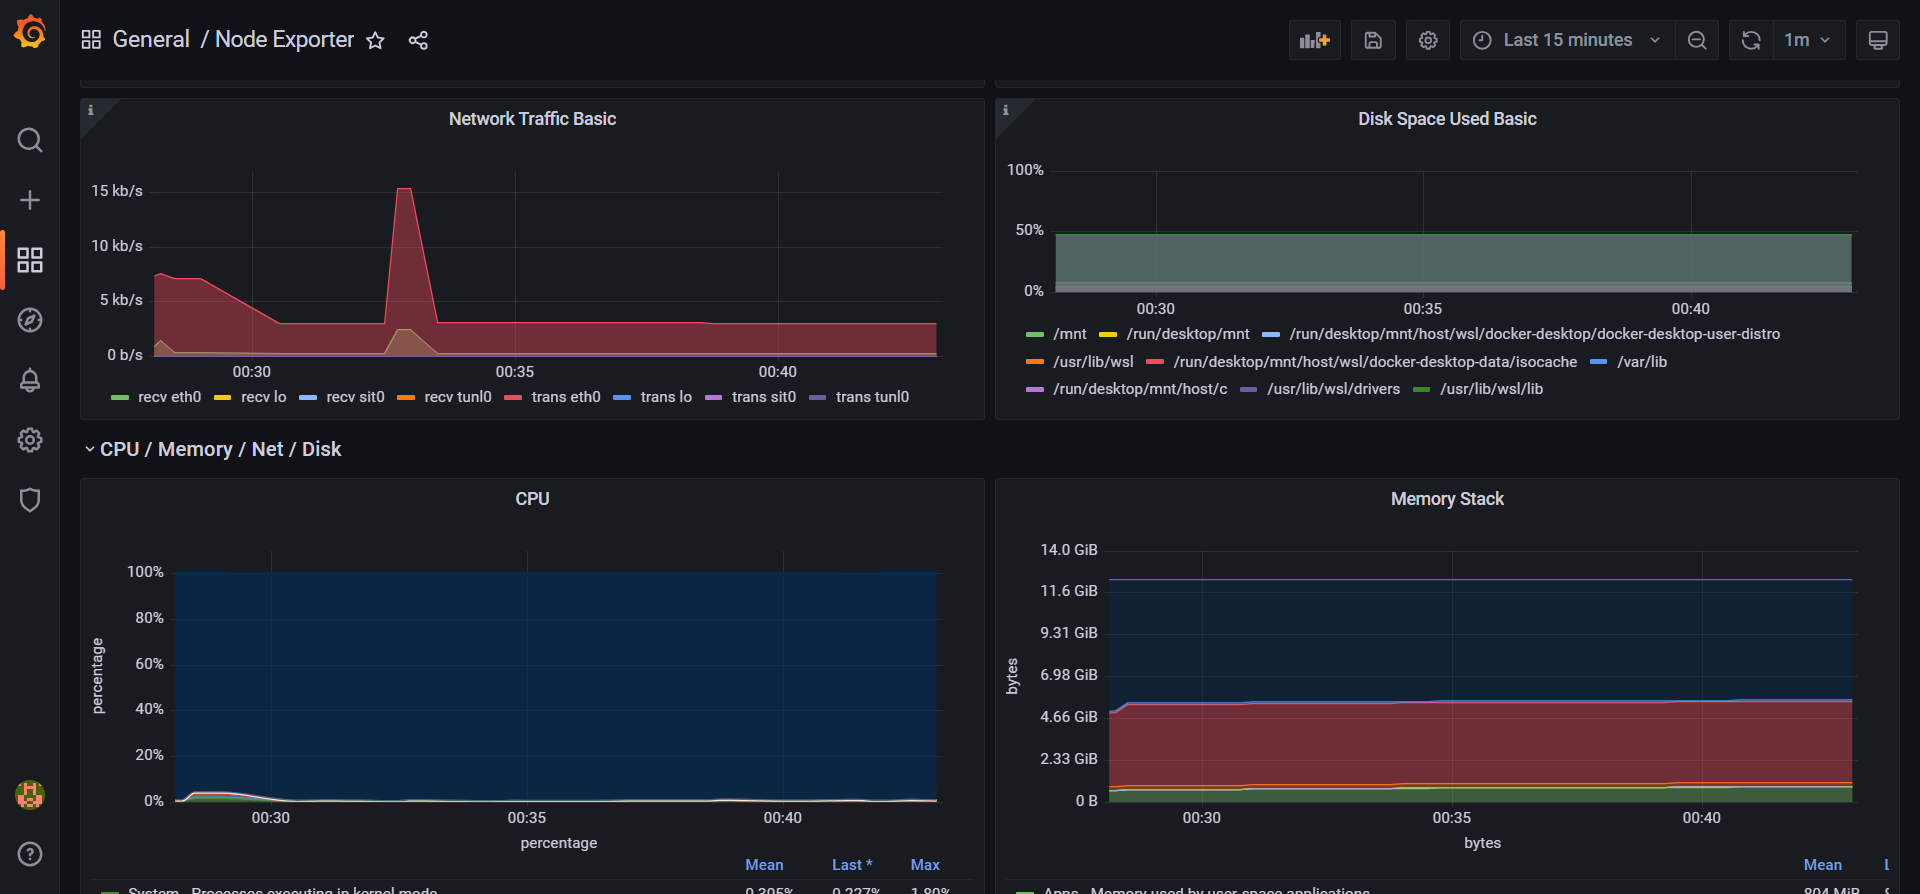 General / Node Exporter
Last 15 minutes
1m
Network Traffic Basic
15 kb/s
10 kb/s
5 kb/s
0 b/s
00:30 00:35 00:40
recv eth0 recv lo recv sit0 recv tunl0 trans eth0 trans lo trans sit0 trans tunl0
Disk Space Used Basic
100%
50%
0%
00:30 00:35 00:40
/mnt /run/desktop/mnt /run/desktop/mnt/host/wsl/docker-desktop/docker-desktop-user-distro
/usr/lib/wsl /run/desktop/mnt/host/wsl/docker-desktop-data/isocache /var/lib
/run/desktop/mnt/host/c /usr/lib/wsl/drivers /usr/lib/wsl/lib
CPU / Memory / Net / Disk
CPU
percentage
100%
80%
60%
40%
20%
0%
00:30 00:35 00:40
percentage
Mean Last * Max
System - Processes executing in kernel mode 0.305% 0.227% 1.80%
Memory Stack
bytes
14.0 GiB
11.6 GiB
9.31 GiB
6.98 GiB
4.66 GiB
2.33 GiB
0 B
00:30 00:35 00:40
bytes
Mean
Apps - Memory used by user space applications 804 MiB